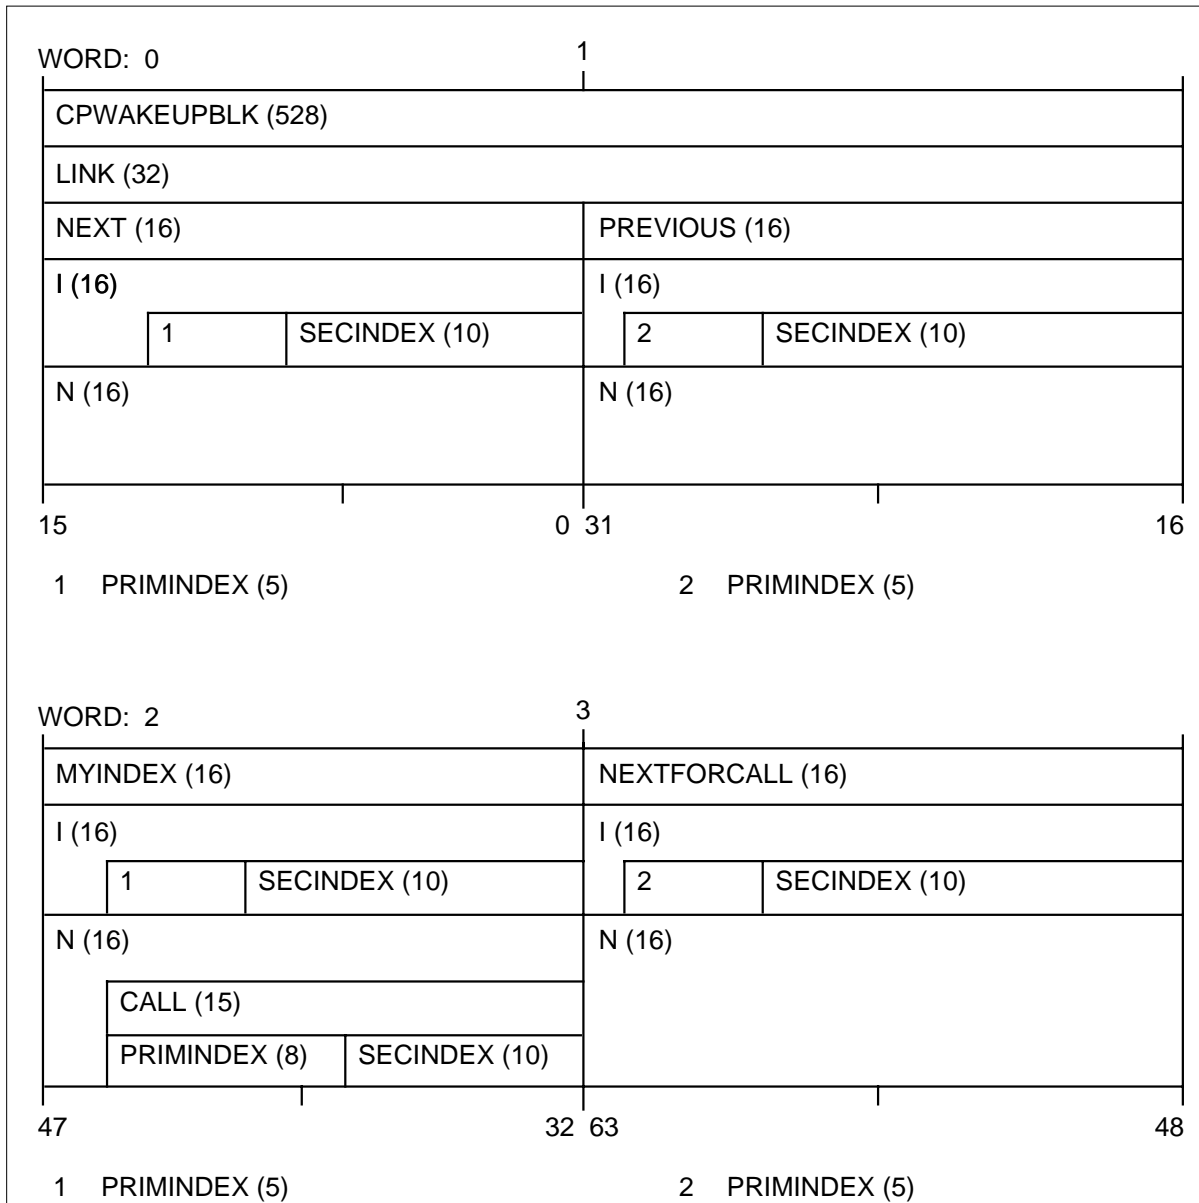 WORD: 0 1
CPWAKEUPBLK (528)
LINK (32)
NEXT (16) PREVIOUS (16)
I (16) I (16)
1 SECINDEX (10) 2 SECINDEX (10)
N (16) N (16)
15 0 31 16
1 PRIMINDEX (5) 2 PRIMINDEX (5)
WORD: 2 3
MYINDEX (16) NEXTFORCALL (16)
I (16) I (16)
1 SECINDEX (10) 2 SECINDEX (10)
N (16) N (16)
CALL (15)
PRIMINDEX (8) SECINDEX (10)
47 32 63 48
1 PRIMINDEX (5) 2 PRIMINDEX (5)